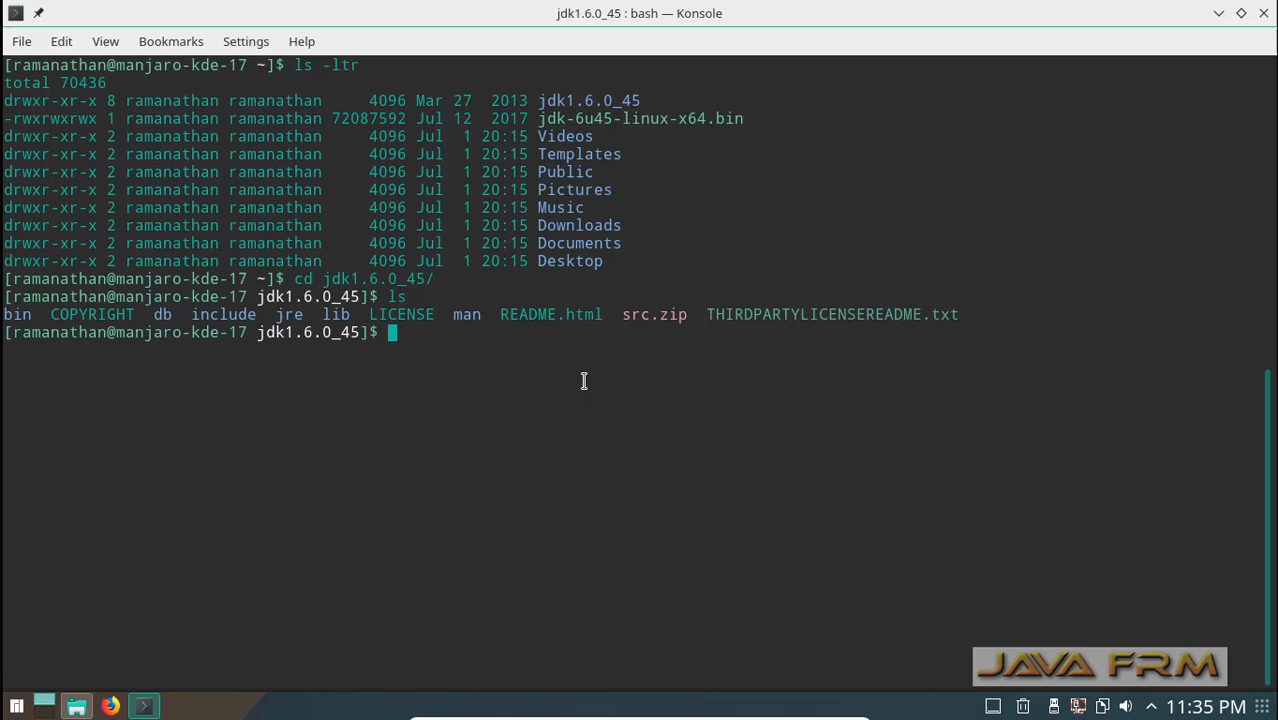 jdk1.6.0_45 : bash — Konsole
File Edit View Bookmarks Settings Help
[ramanathan@manjaro-kde-17 ~]$ ls -ltr
total 70436
drwxr-xr-x 8 ramanathan ramanathan     4096 Mar 27  2013 jdk1.6.0_45
-rwxrwxrwx 1 ramanathan ramanathan 72087592 Jul 12  2017 jdk-6u45-linux-x64.bin
drwxr-xr-x 2 ramanathan ramanathan     4096 Jul  1 20:15 Videos
drwxr-xr-x 2 ramanathan ramanathan     4096 Jul  1 20:15 Templates
drwxr-xr-x 2 ramanathan ramanathan     4096 Jul  1 20:15 Public
drwxr-xr-x 2 ramanathan ramanathan     4096 Jul  1 20:15 Pictures
drwxr-xr-x 2 ramanathan ramanathan     4096 Jul  1 20:15 Music
drwxr-xr-x 2 ramanathan ramanathan     4096 Jul  1 20:15 Downloads
drwxr-xr-x 2 ramanathan ramanathan     4096 Jul  1 20:15 Documents
drwxr-xr-x 2 ramanathan ramanathan     4096 Jul  1 20:15 Desktop
[ramanathan@manjaro-kde-17 ~]$ cd jdk1.6.0_45/
[ramanathan@manjaro-kde-17 jdk1.6.0_45]$ ls
bin  COPYRIGHT  db  include  jre  lib  LICENSE  man  README.html  src.zip  THIRDPARTYLICENSEREADME.txt
[ramanathan@manjaro-kde-17 jdk1.6.0_45]$
JAVA FRM
11:35 PM